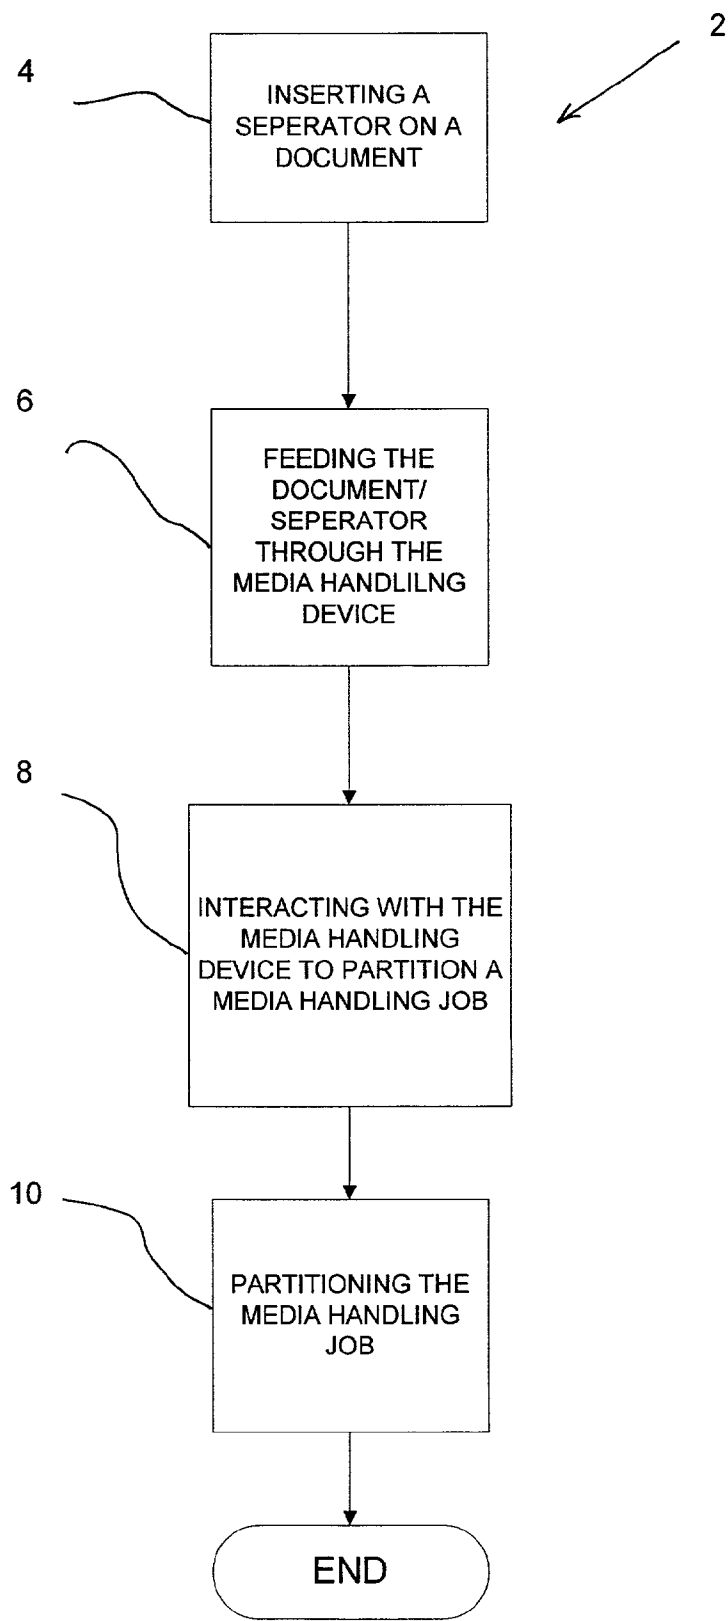 2
4
INSERTING A
SEPERATOR ON A
DOCUMENT
6
FEEDING THE
DOCUMENT/
SEPERATOR
THROUGH THE
MEDIA HANDLILNG
DEVICE
8
INTERACTING WITH THE
MEDIA HANDLING
DEVICE TO PARTITION A
MEDIA HANDLING JOB
10
PARTITIONING THE
MEDIA HANDLING
JOB
END